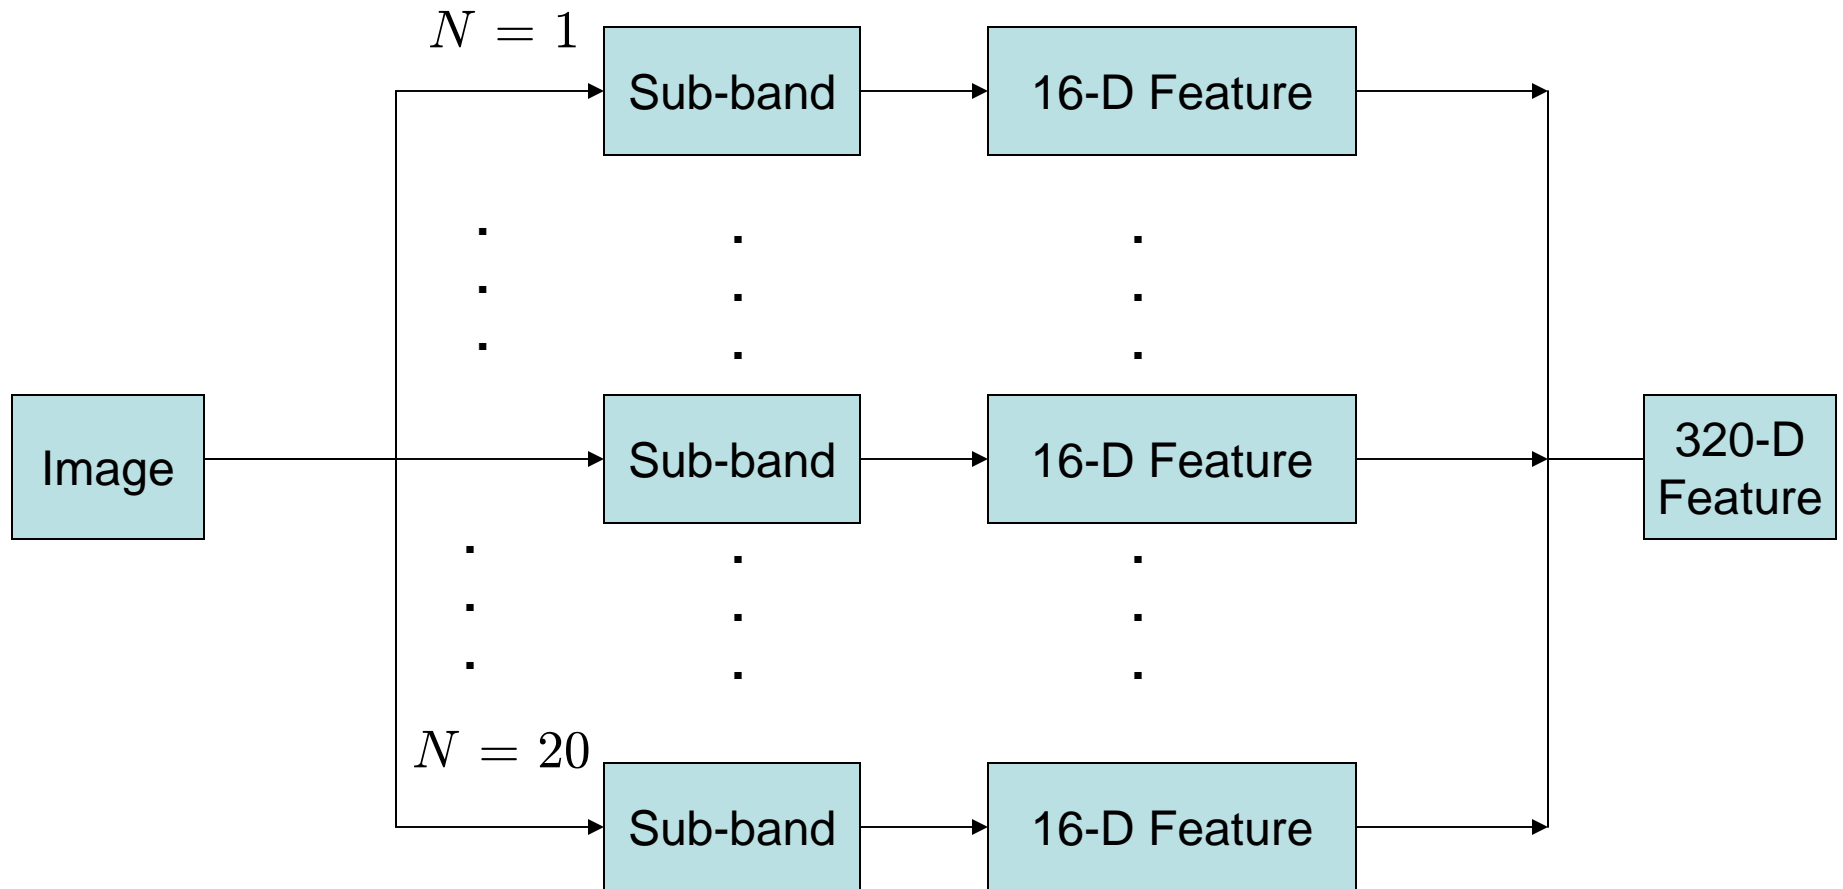 N = 1
Sub-band
16-D Feature
.
.
.
.
.
.
.
.
.
Image
Sub-band
16-D Feature
320-D
Feature
.
.
.
.
.
.
.
.
.
N = 20
Sub-band
16-D Feature